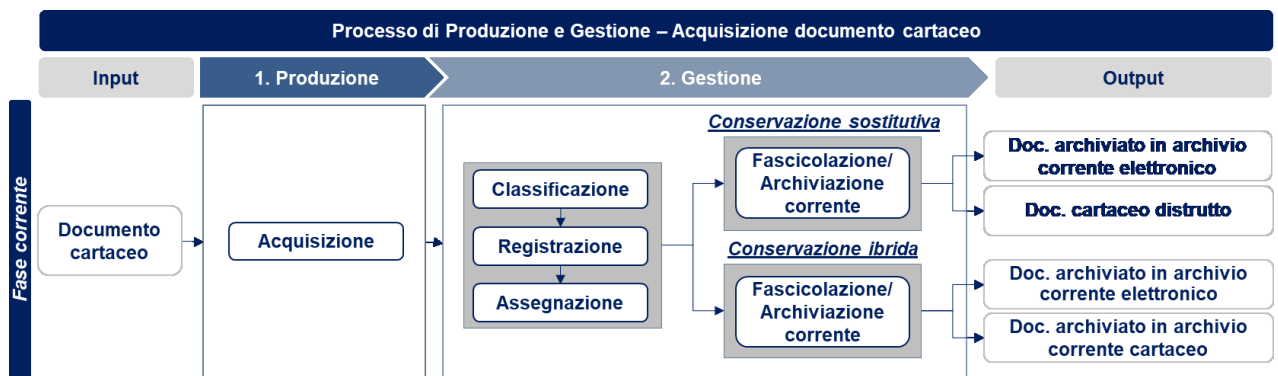 Processo di Produzione e Gestione – Acquisizione documento cartaceo
Input
1. Produzione
2. Gestione
Output
Fase corrente
Documento
cartaceo
Acquisizione
Classificazione
Registrazione
Assegnazione
Conservazione sostitutiva
Fascicolazione/
Archiviazione
corrente
Conservazione ibrida
Fascicolazione/
Archiviazione
corrente
Doc. archiviato in archivio
corrente elettronico
Doc. cartaceo distrutto
Doc. archiviato in archivio
corrente elettronico
Doc. archiviato in archivio
corrente cartaceo